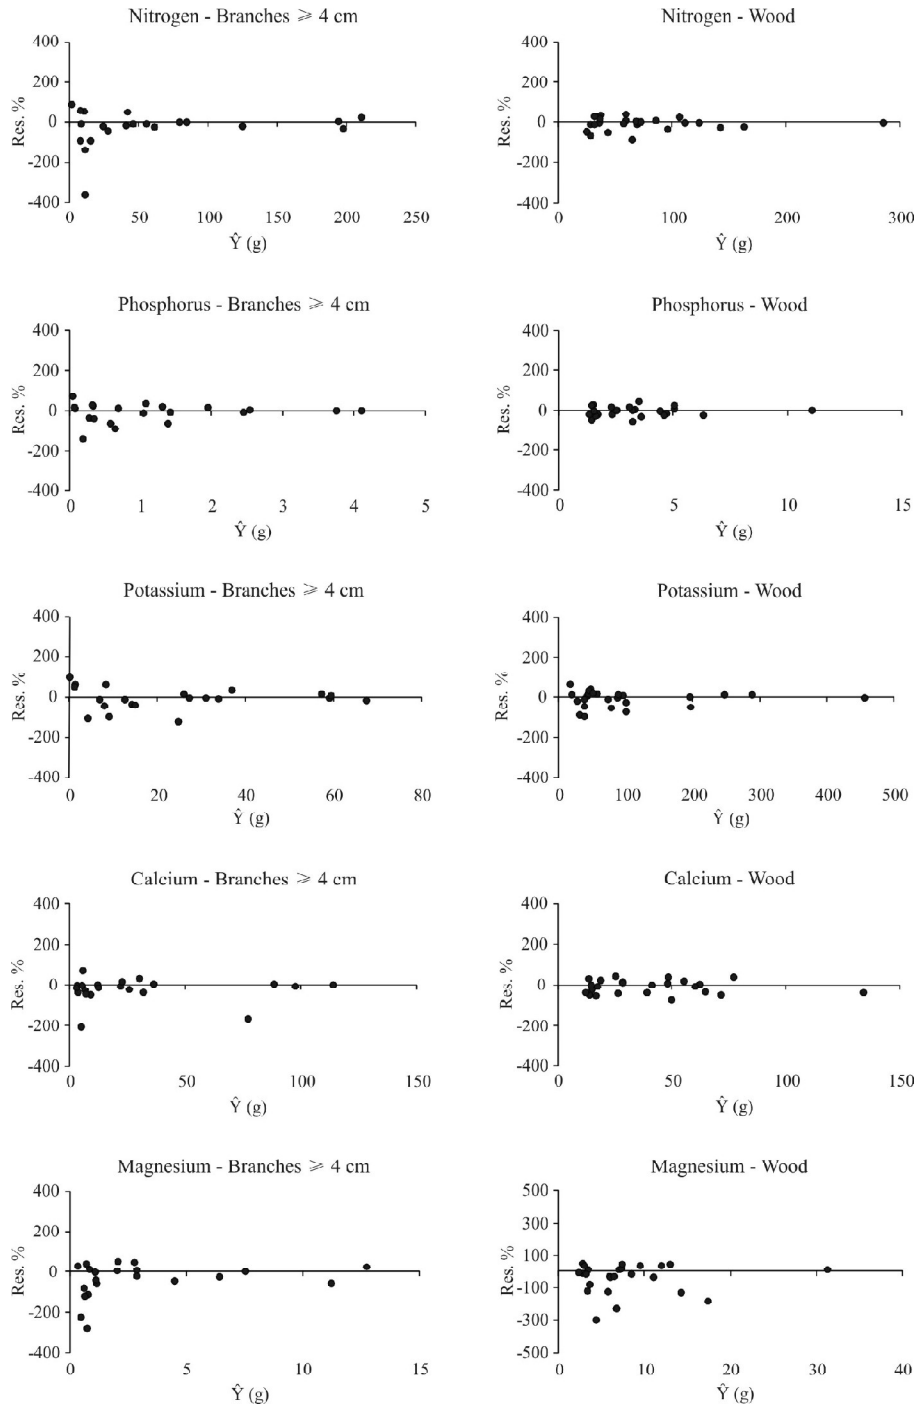 Nitrogen - Branches ⩾ 4 cm
400
200
0
-200
-400
Res. %
0 50 100 150 200 250
Ŷ (g)
Nitrogen - Wood
400
200
0
-200
-400
Res. %
0 100 200 300
Ŷ (g)
Phosphorus - Branches ⩾ 4 cm
400
200
0
-200
-400
Res. %
0 1 2 3 4 5
Ŷ (g)
Phosphorus - Wood
400
200
0
-200
-400
Res. %
0 5 10 15
Ŷ (g)
Potassium - Branches ⩾ 4 cm
400
200
0
-200
-400
Res. %
0 20 40 60 80
Ŷ (g)
Potassium - Wood
400
200
0
-200
-400
Res. %
0 100 200 300 400 500
Ŷ (g)
Calcium - Branches ⩾ 4 cm
400
200
0
-200
-400
Res. %
0 50 100 150
Ŷ (g)
Calcium - Wood
400
200
0
-200
-400
Res. %
0 50 100 150
Ŷ (g)
Magnesium - Branches ⩾ 4 cm
400
200
0
-200
-400
Res. %
0 5 10 15
Ŷ (g)
Magnesium - Wood
500
300
100
-100
-300
-500
Res. %
0 10 20 30 40
Ŷ (g)